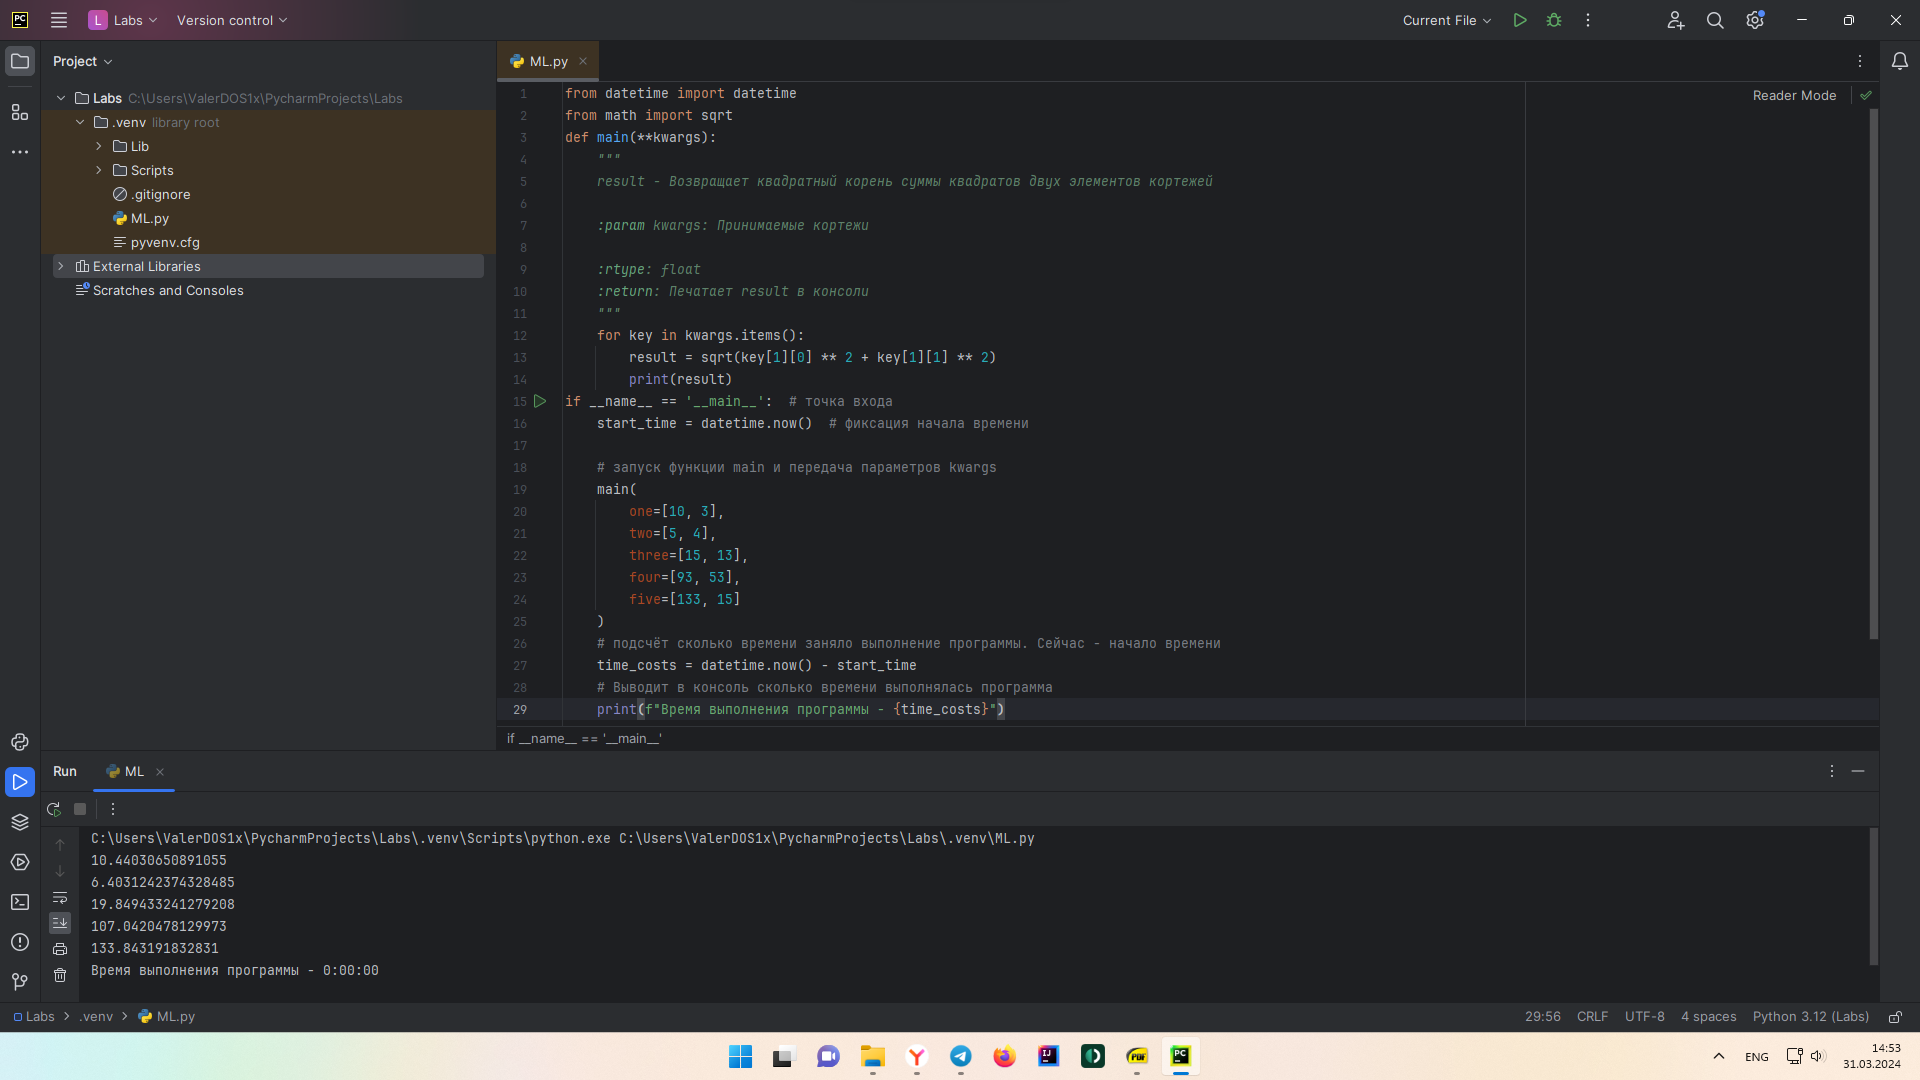 PC
L Labs
Version control
Current File
Project
ML.py
Labs C:\Users\ValerDOS1x\PycharmProjects\Labs
.venv library root
Lib
Scripts
.gitignore
ML.py
pyvenv.cfg
External Libraries
Scratches and Consoles
Reader Mode
1 from datetime import datetime
2 from math import sqrt
3 def main(**kwargs):
4 """
5 result - Возвращает квадратный корень суммы квадратов двух элементов кортежей
6
7 :param kwargs: Принимаемые кортежи
8
9 :rtype: float
10 :return: Печатает result в консоли
11 """
12 for key in kwargs.items():
13 result = sqrt(key[1][0] ** 2 + key[1][1] ** 2)
14 print(result)
15 if __name__ == '__main__':  # точка входа
16 start_time = datetime.now()  # фиксация начала времени
17
18 # запуск функции main и передача параметров kwargs
19 main(
20 one=[10, 3],
21 two=[5, 4],
22 three=[15, 13],
23 four=[93, 53],
24 five=[133, 15]
25 )
26 # подсчёт сколько времени заняло выполнение программы. Сейчас - начало времени
27 time_costs = datetime.now() - start_time
28 # Выводит в консоль сколько времени выполнялась программа
29 print(f"Время выполнения программы - {time_costs}")
if __name__ == '__main__'
Run
ML
C:\Users\ValerDOS1x\PycharmProjects\Labs\.venv\Scripts\python.exe C:\Users\ValerDOS1x\PycharmProjects\Labs\.venv\ML.py
10.44030650891055
6.4031242374328485
19.849433241279208
107.0420478129973
133.843191832831
Время выполнения программы - 0:00:00
Labs > .venv > ML.py
29:56 CRLF UTF-8 4 spaces Python 3.12 (Labs)
IJ
PDF
PC
ENG
14:53
31.03.2024